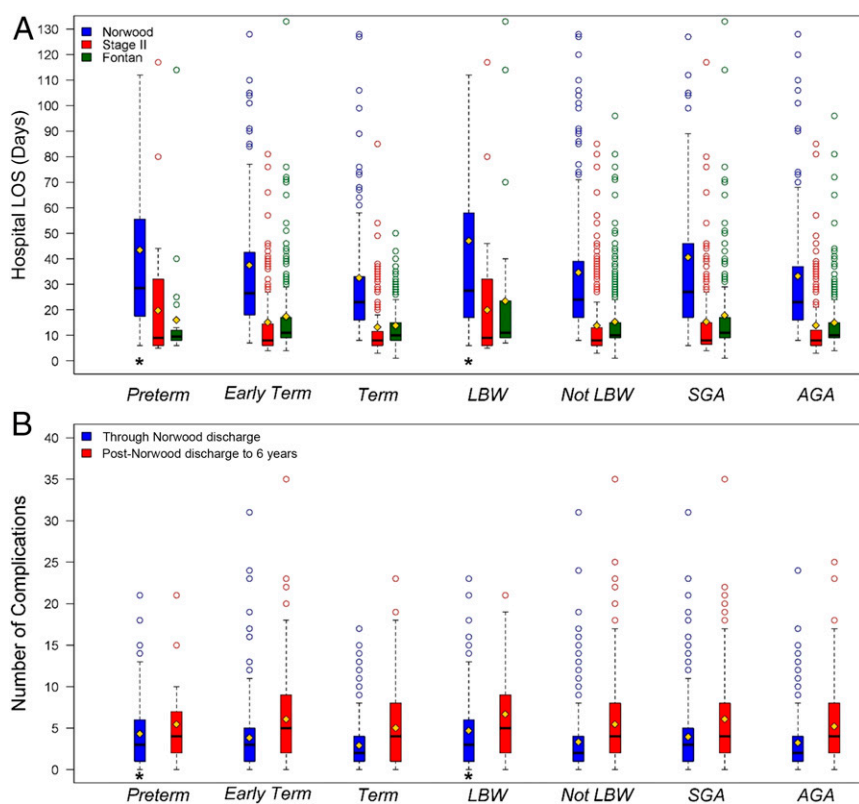 A
Norwood
Stage II
Fontan
Hospital LOS (Days)
130
120
110
100
90
80
70
60
50
40
30
20
10
0
*
*
Preterm Early Term Term LBW Not LBW SGA AGA
B
Through Norwood discharge
Post-Norwood discharge to 6 years
Number of Complications
40
35
30
25
20
15
10
5
0
*
*
Preterm Early Term Term LBW Not LBW SGA AGA